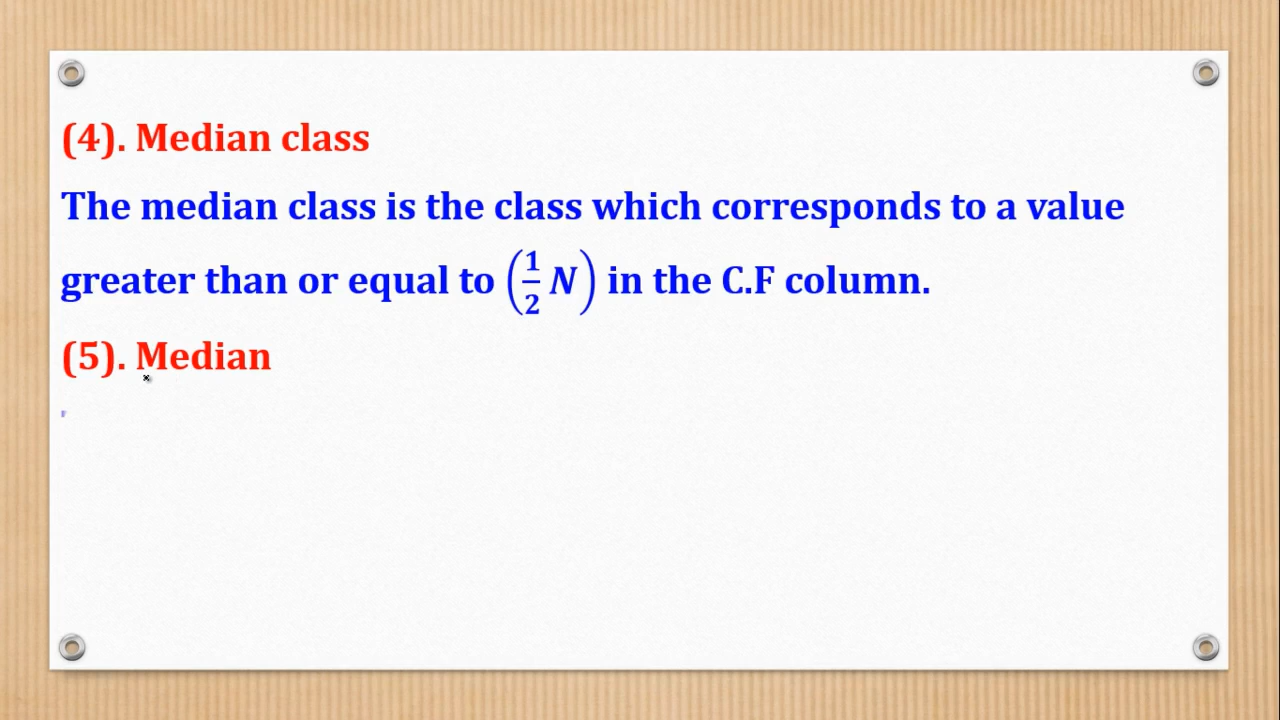 (4). Median class
The median class is the class which corresponds to a value
greater than or equal to (1/2 N) in the C.F column.
(5). Median